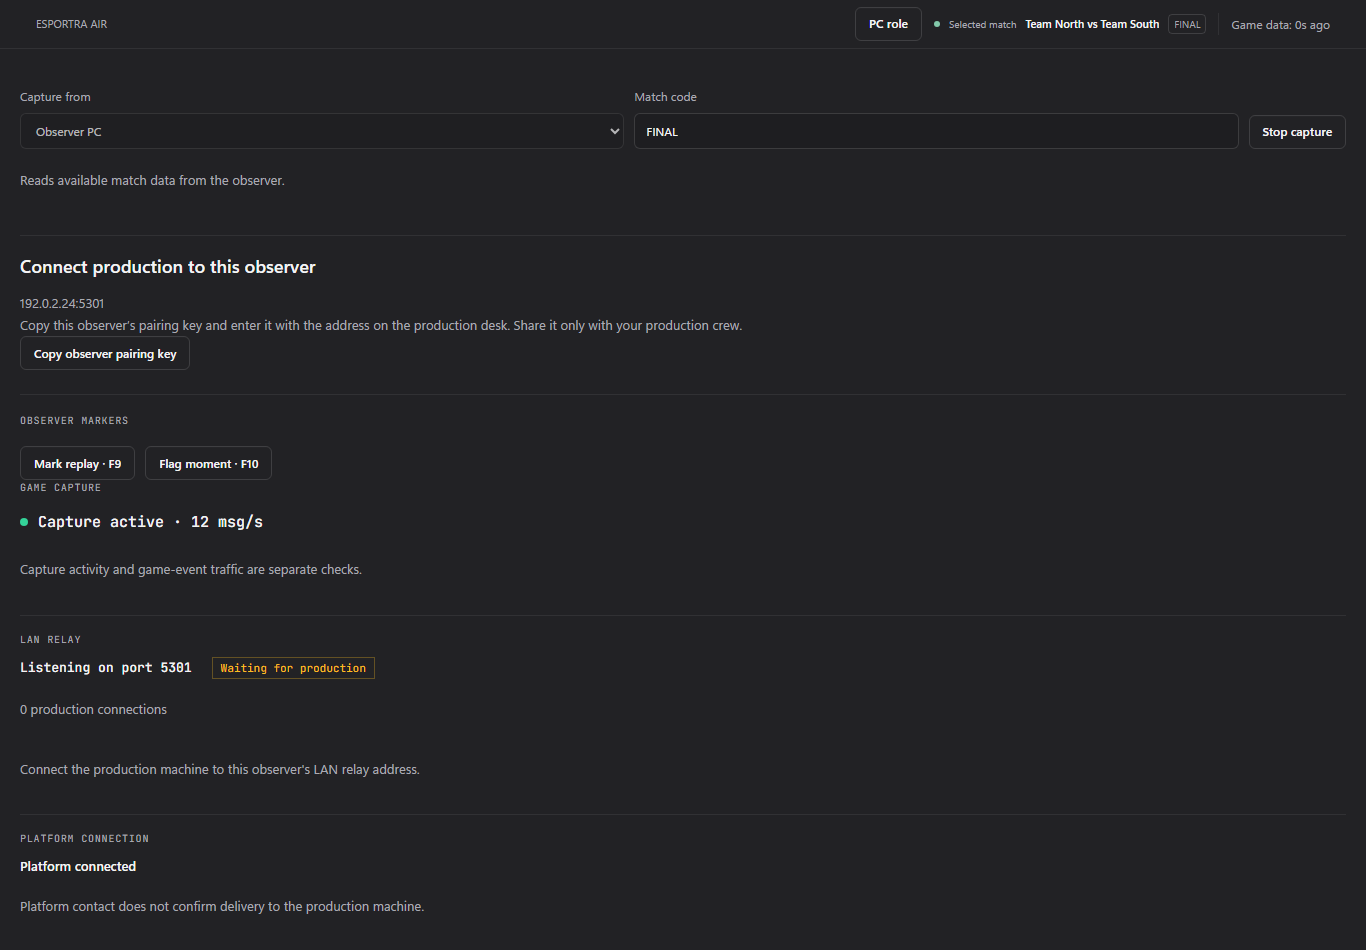 ESPORTRA AIR
PC role
Selected match Team North vs Team South FINAL
Game data: 0s ago
Capture from
Match code
Observer PC
FINAL
Stop capture
Reads available match data from the observer.
Connect production to this observer
192.0.2.24:5301
Copy this observer's pairing key and enter it with the address on the production desk. Share it only with your production crew.
Copy observer pairing key
OBSERVER MARKERS
Mark replay · F9
Flag moment · F10
GAME CAPTURE
Capture active · 12 msg/s
Capture activity and game-event traffic are separate checks.
LAN RELAY
Listening on port 5301
Waiting for production
0 production connections
Connect the production machine to this observer's LAN relay address.
PLATFORM CONNECTION
Platform connected
Platform contact does not confirm delivery to the production machine.